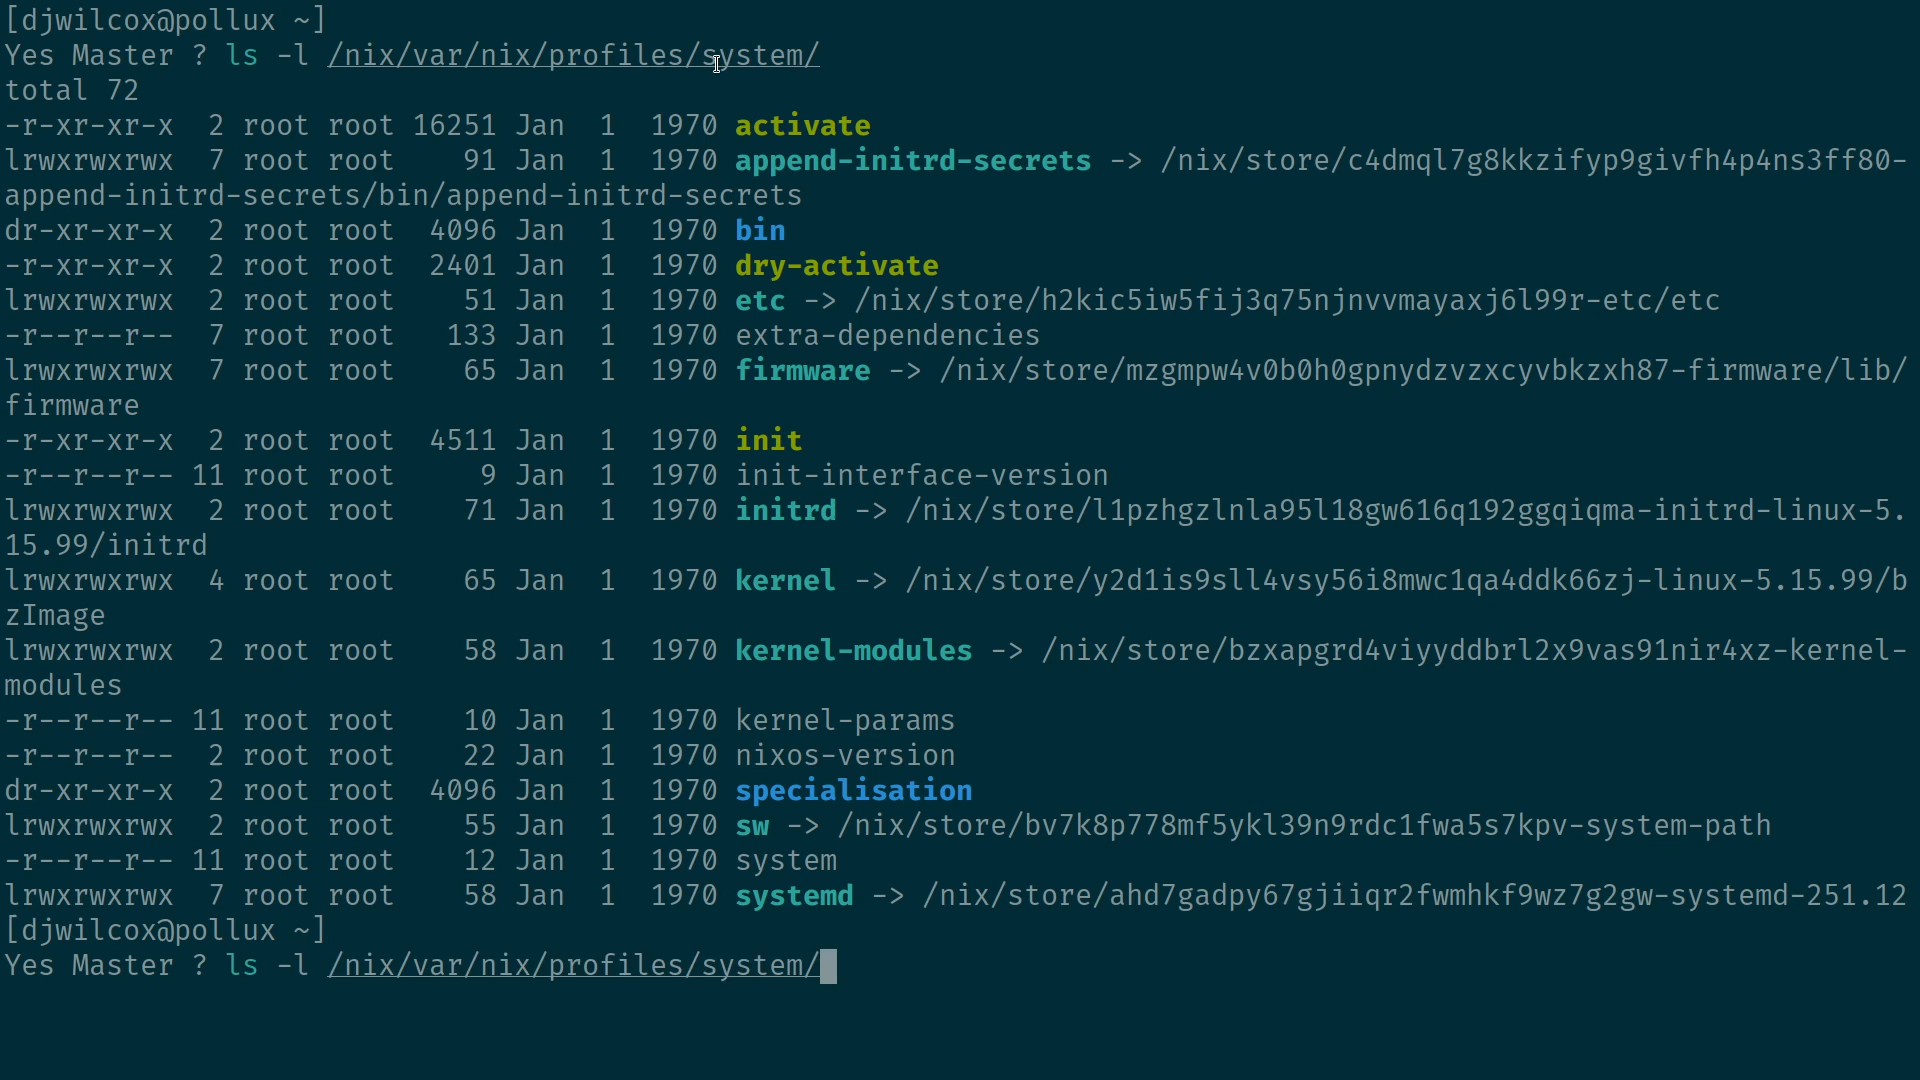 [djwilcox@pollux ~]
Yes Master ? ls -l /nix/var/nix/profiles/system/
total 72
-r-xr-xr-x  2 root root 16251 Jan  1  1970 activate
lrwxrwxrwx  7 root root    91 Jan  1  1970 append-initrd-secrets -> /nix/store/c4dmql7g8kkzifyp9givfh4p4ns3ff80-
append-initrd-secrets/bin/append-initrd-secrets
dr-xr-xr-x  2 root root  4096 Jan  1  1970 bin
-r-xr-xr-x  2 root root  2401 Jan  1  1970 dry-activate
lrwxrwxrwx  2 root root    51 Jan  1  1970 etc -> /nix/store/h2kic5iw5fij3q75njnvvmayaxj6l99r-etc/etc
-r--r--r--  7 root root   133 Jan  1  1970 extra-dependencies
lrwxrwxrwx  7 root root    65 Jan  1  1970 firmware -> /nix/store/mzgmpw4v0b0h0gpnydzvzxcyvbkzxh87-firmware/lib/
firmware
-r-xr-xr-x  2 root root  4511 Jan  1  1970 init
-r--r--r-- 11 root root     9 Jan  1  1970 init-interface-version
lrwxrwxrwx  2 root root    71 Jan  1  1970 initrd -> /nix/store/l1pzhgzlnla95l18gw616q192ggqiqma-initrd-linux-5.
15.99/initrd
lrwxrwxrwx  4 root root    65 Jan  1  1970 kernel -> /nix/store/y2d1is9sll4vsy56i8mwc1qa4ddk66zj-linux-5.15.99/b
zImage
lrwxrwxrwx  2 root root    58 Jan  1  1970 kernel-modules -> /nix/store/bzxapgrd4viyyddbrl2x9vas91nir4xz-kernel-
modules
-r--r--r-- 11 root root    10 Jan  1  1970 kernel-params
-r--r--r--  2 root root    22 Jan  1  1970 nixos-version
dr-xr-xr-x  2 root root  4096 Jan  1  1970 specialisation
lrwxrwxrwx  2 root root    55 Jan  1  1970 sw -> /nix/store/bv7k8p778mf5ykl39n9rdc1fwa5s7kpv-system-path
-r--r--r-- 11 root root    12 Jan  1  1970 system
lrwxrwxrwx  7 root root    58 Jan  1  1970 systemd -> /nix/store/ahd7gadpy67gjiiqr2fwmhkf9wz7g2gw-systemd-251.12
[djwilcox@pollux ~]
Yes Master ? ls -l /nix/var/nix/profiles/system/